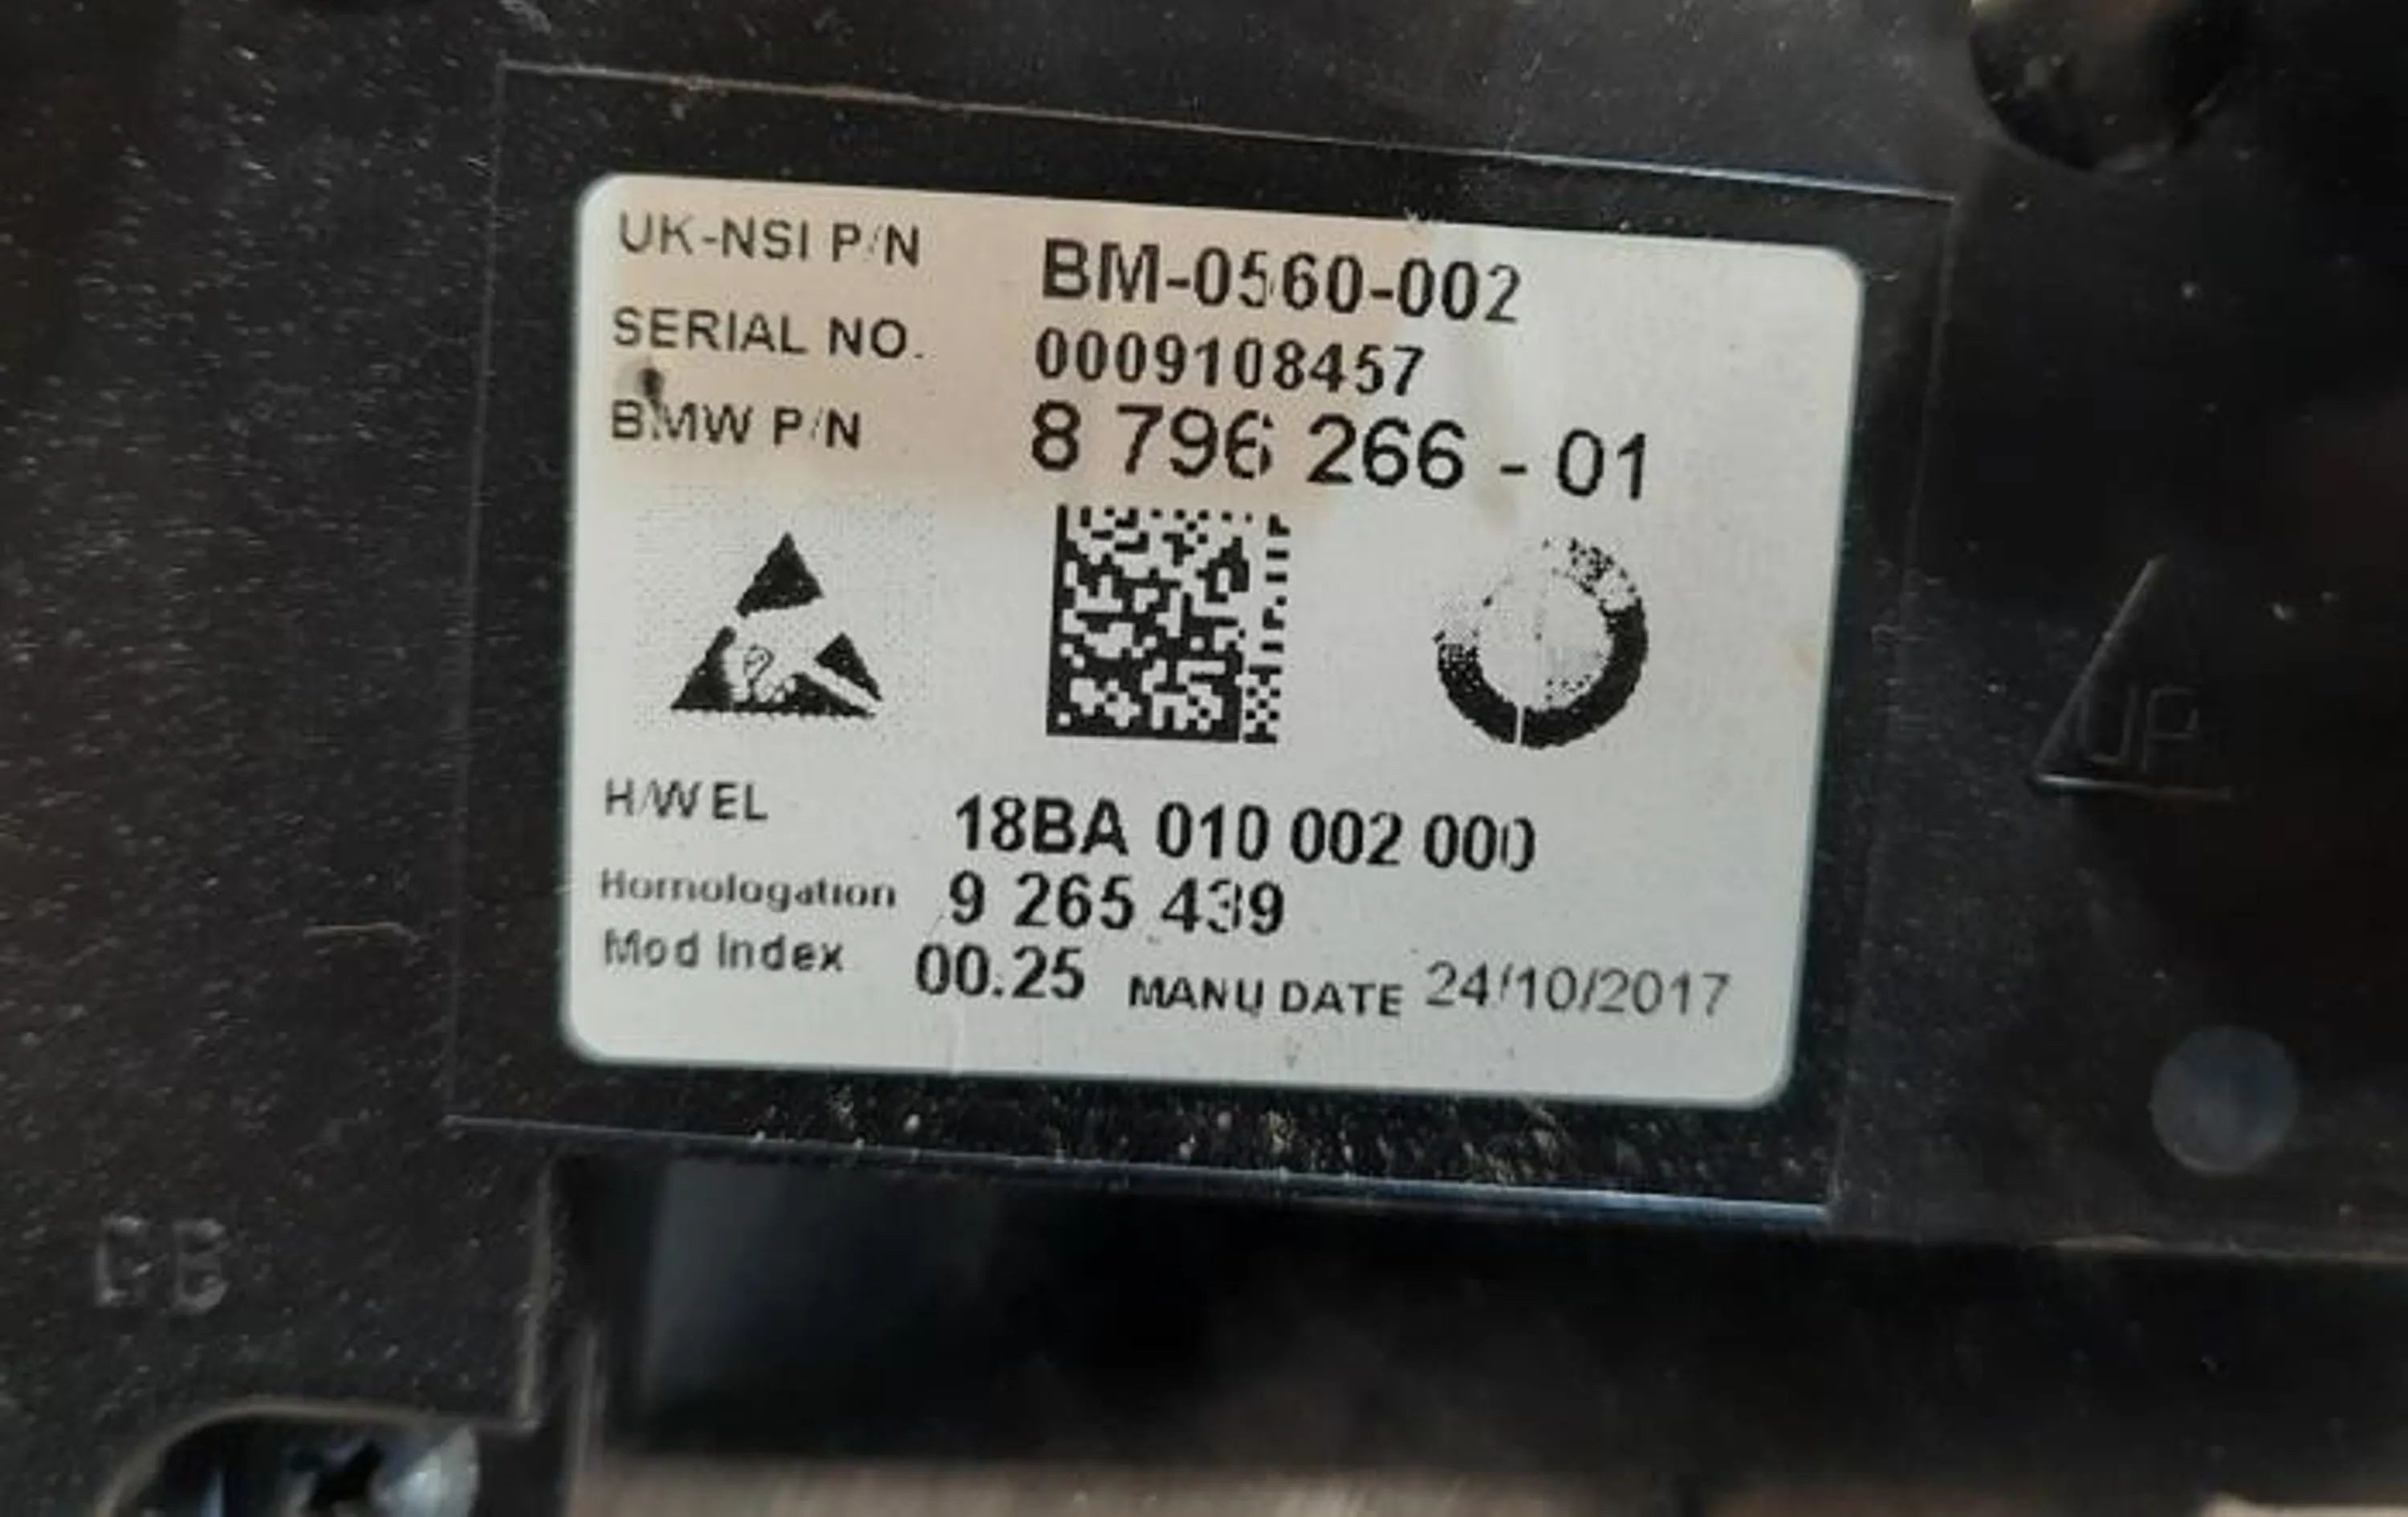 UK-NSI P/N BM-0560-002
SERIAL NO. 0009108457
BMW P/N 8 796 266 - 01
H/W EL 18BA 010 002 000
Homologation 9 265 439
Mod Index 00.25 MANU DATE 24/10/2017
UP